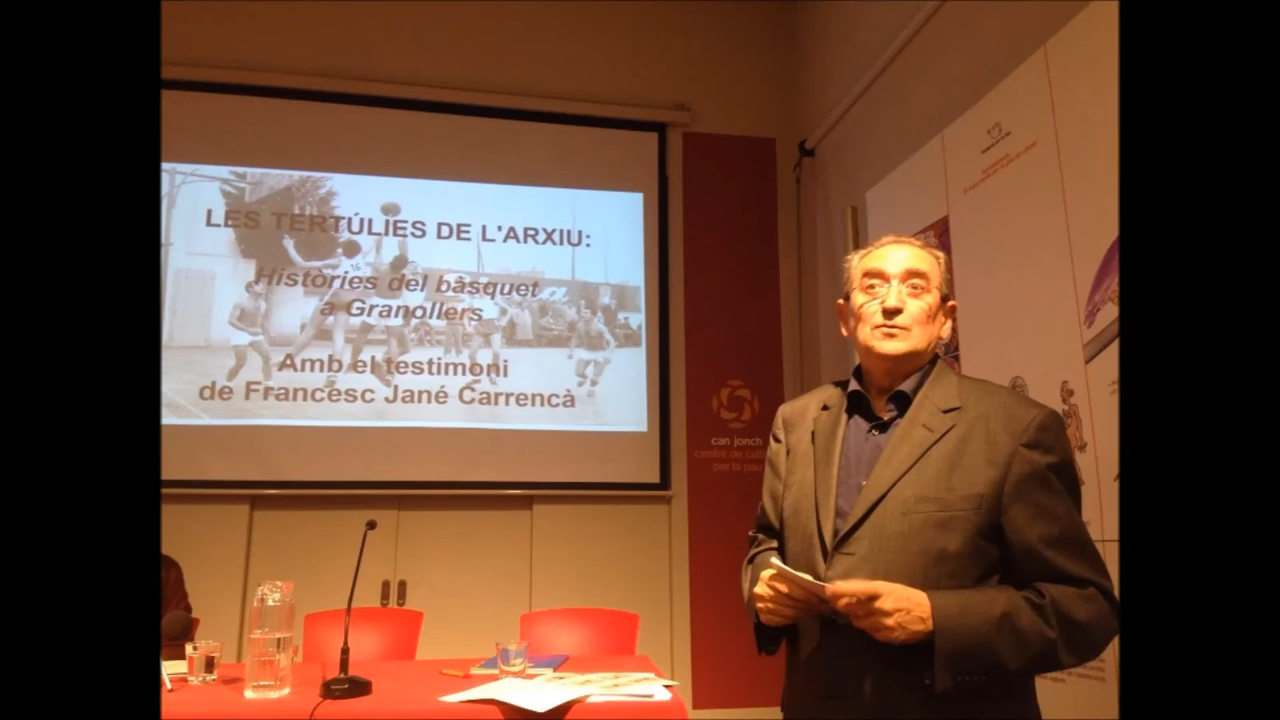 LES TERTÚLIES DE L'ARXIU:
Històries del bàsquet
a Granollers
Amb el testimoni
de Francesc Jané Carrencà
can jonch
centre de cult
per la pau